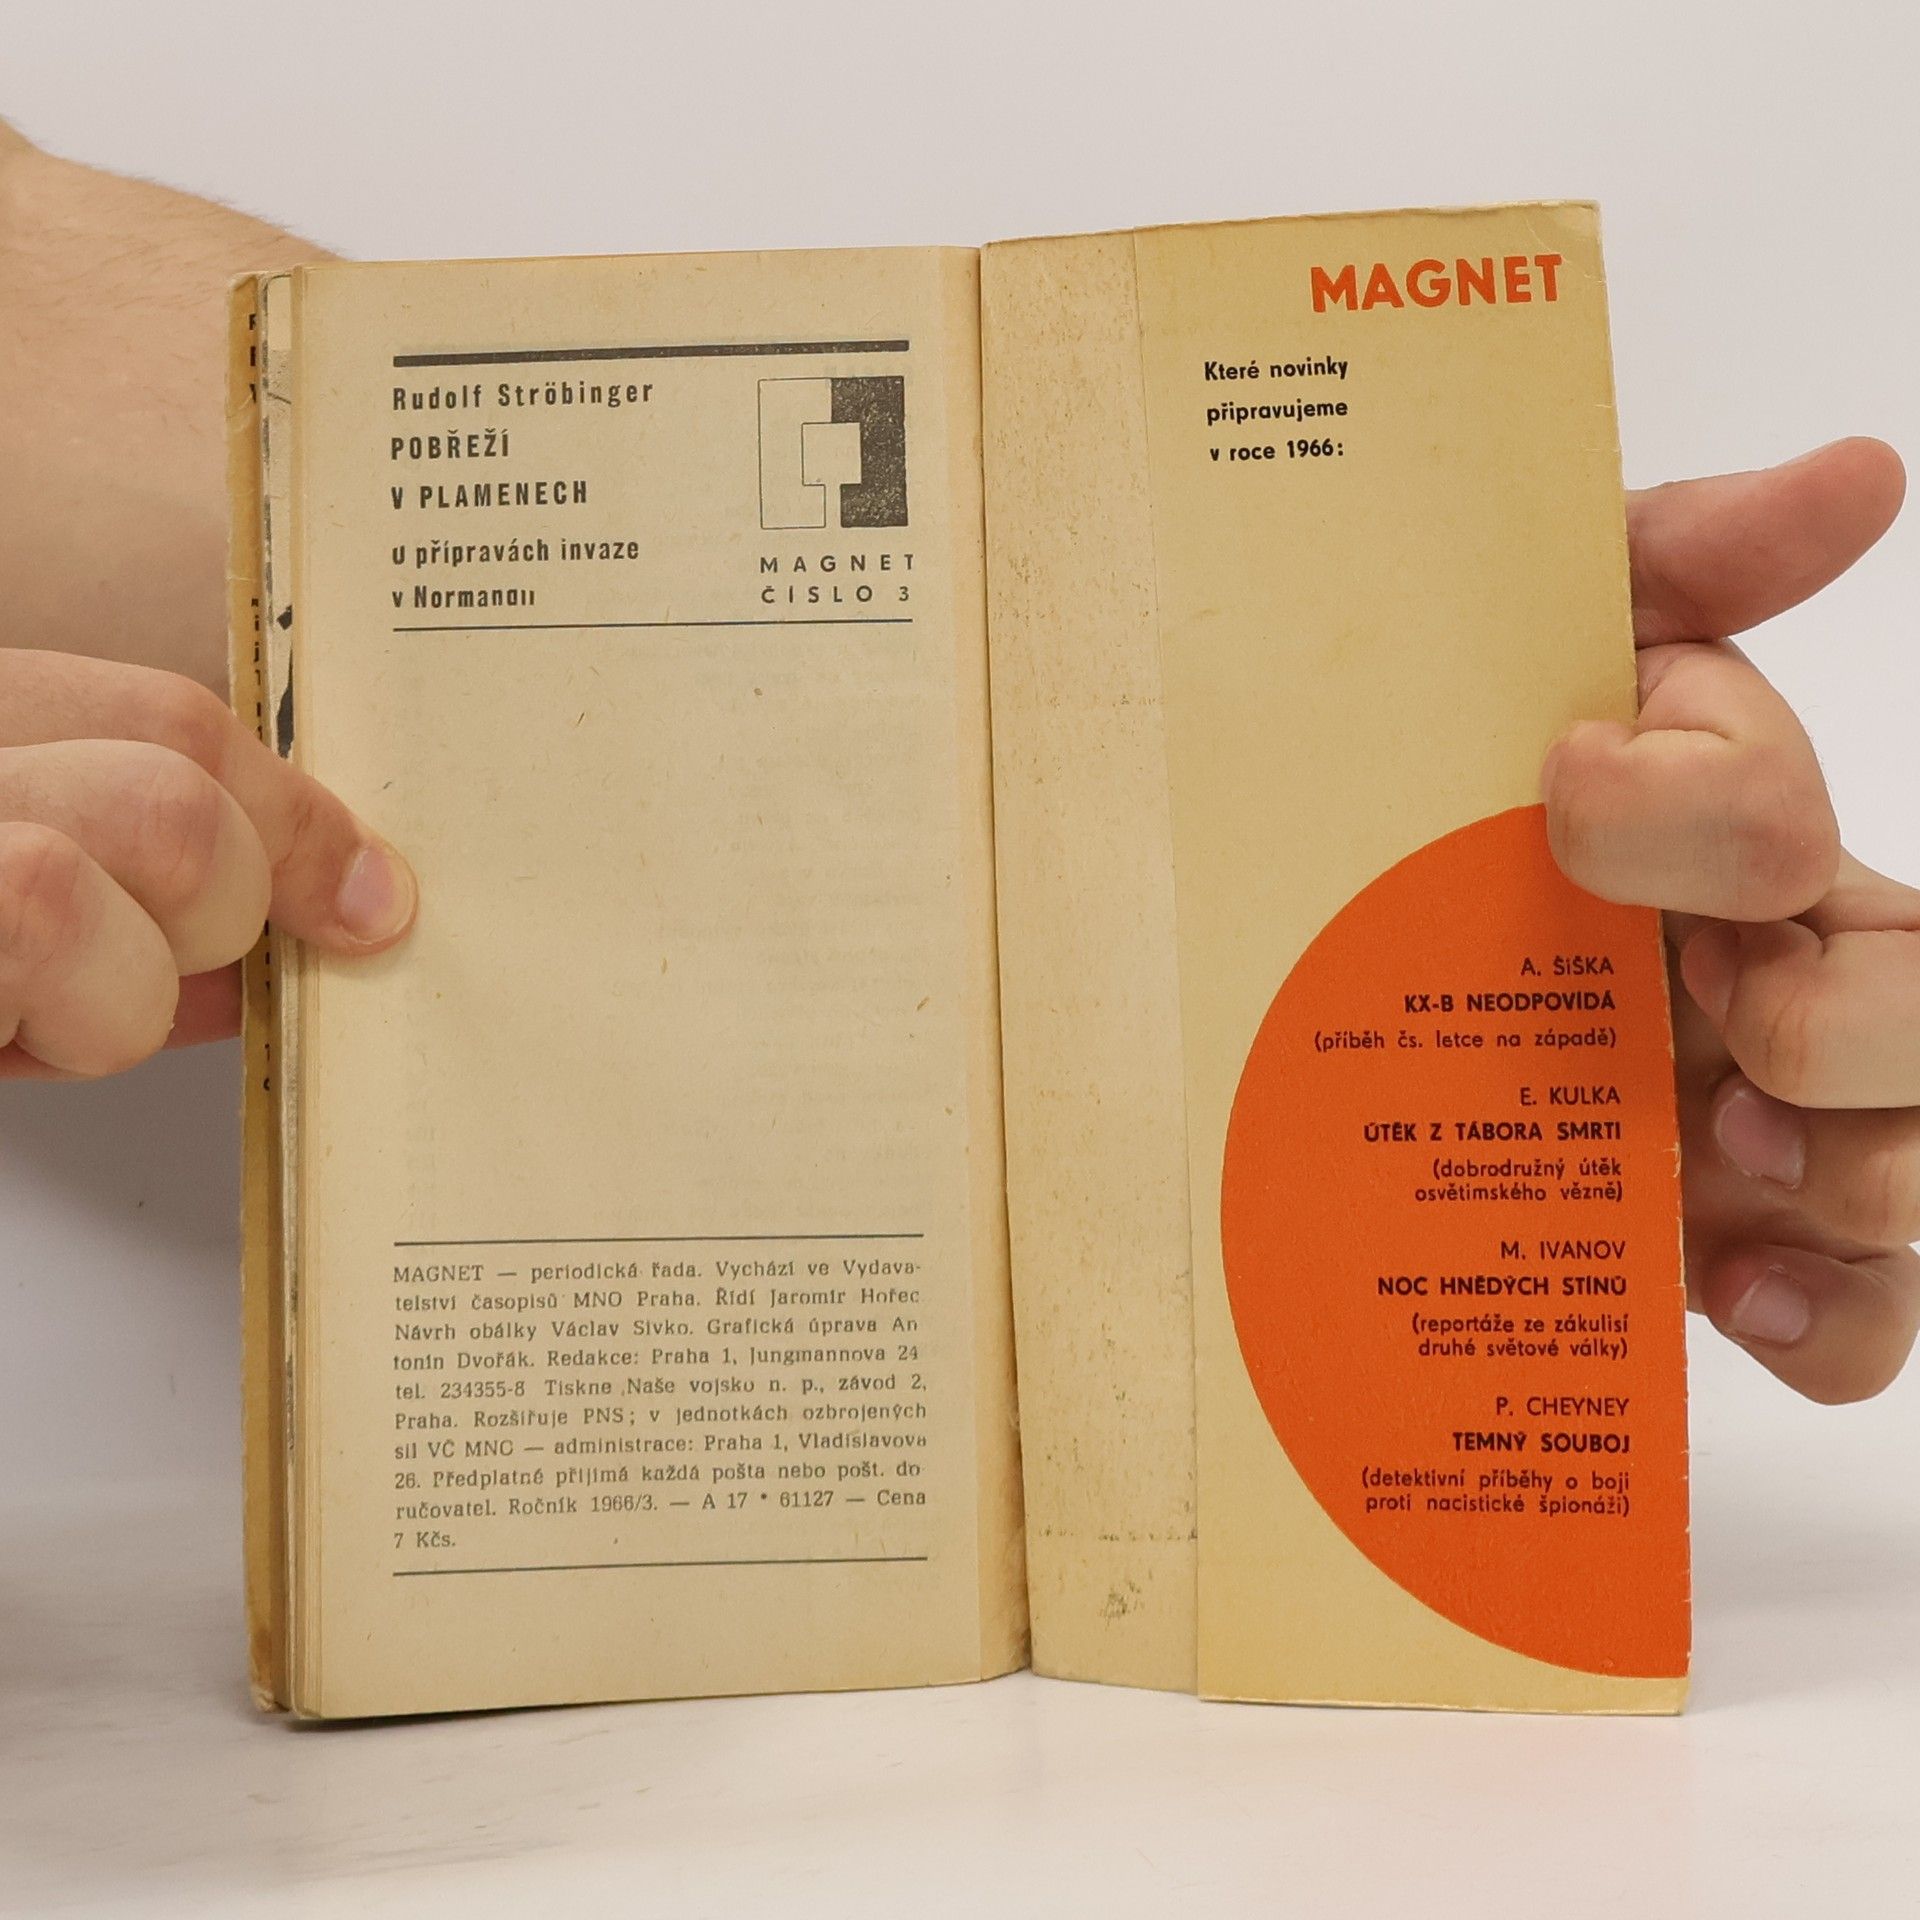 Rudolf Ströbinger
POBŘEŽÍ
V PLAMENECH
o přípravách invaze
v Normandii
MAGNET
ČÍSLO 3
MAGNET — periodická řada. Vychází ve Vydava-
telství časopisů MNO Praha. Řídí Jaromír Hořec
Návrh obálky Václav Sivko. Grafická úprava An
tonín Dvořák. Redakce: Praha 1, Jungmannova 24
tel. 234355-8 Tiskne Naše vojsko n. p., závod 2,
Praha. Rozšiřuje PNS; v jednotkách ozbrojených
sil VČ MNO — administrace: Praha 1, Vladislavova
26. Předplatné přijímá každá pošta nebo pošt. do
ručovatel. Ročník 1966/3. — A 17 * 61127 — Cena
7 Kčs.
MAGNET
Které novinky
připravujeme
v roce 1966:
A. ŠIŠKA
KX-B NEODPOVÍDÁ
(příběh čs. letce na západě)
E. KULKA
ÚTĚK Z TÁBORA SMRTI
(dobrodružný útěk
osvětimského vězně)
M. IVANOV
NOC HNĚDÝCH STÍNŮ
(reportáže ze zákulisí
druhé světové války)
P. CHEYNEY
TEMNÝ SOUBOJ
(detektivní příběhy o boji
proti nacistické špionáži)